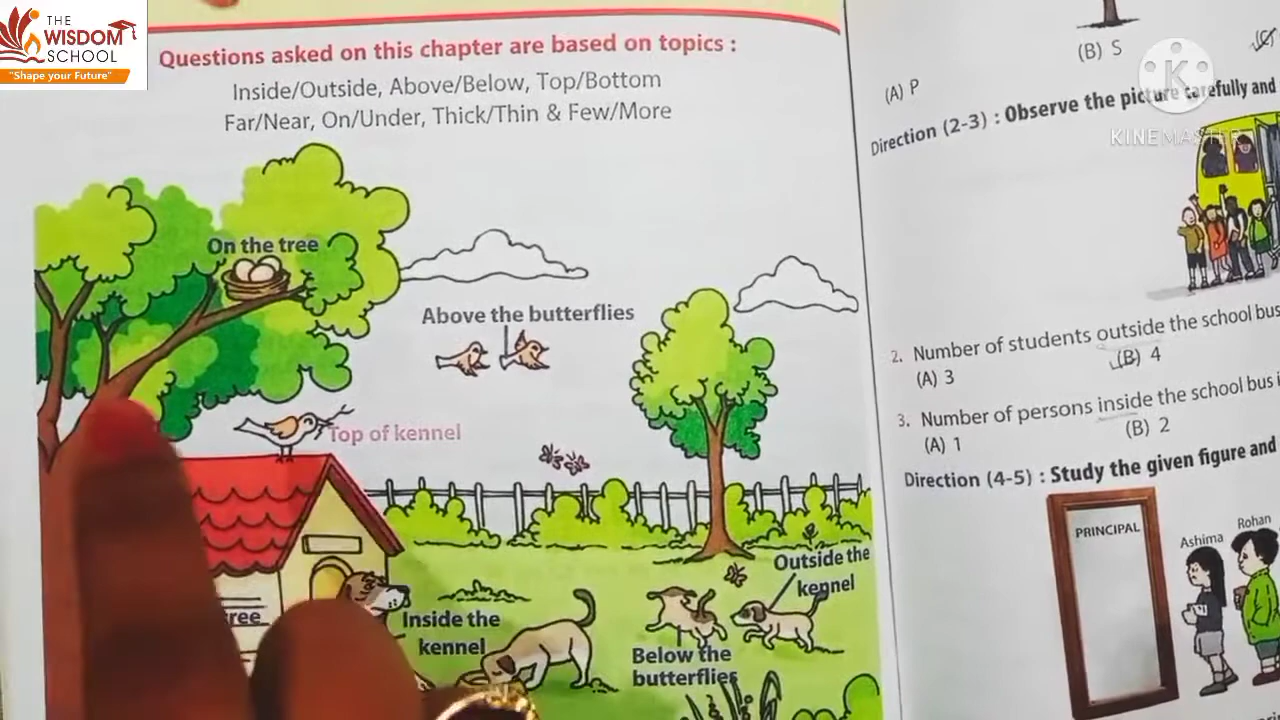 THE
WISDOM
SCHOOL
"Shape your Future"
Questions asked on this chapter are based on topics :
Inside/Outside, Above/Below, Top/Bottom
Far/Near, On/Under, Thick/Thin & Few/More
On the tree
Above the butterflies
Top of kennel
Outside the
kennel
Inside the
kennel
Below the
butterflies
(A) P
(B) S
KINEMASTER
Direction (2-3) : Observe the picture carefully and
2. Number of students outside the school bus
(A) 3
(B) 4
3. Number of persons inside the school bus i
(A) 1
(B) 2
Direction (4-5) : Study the given figure and
PRINCIPAL
Ashima
Rohan